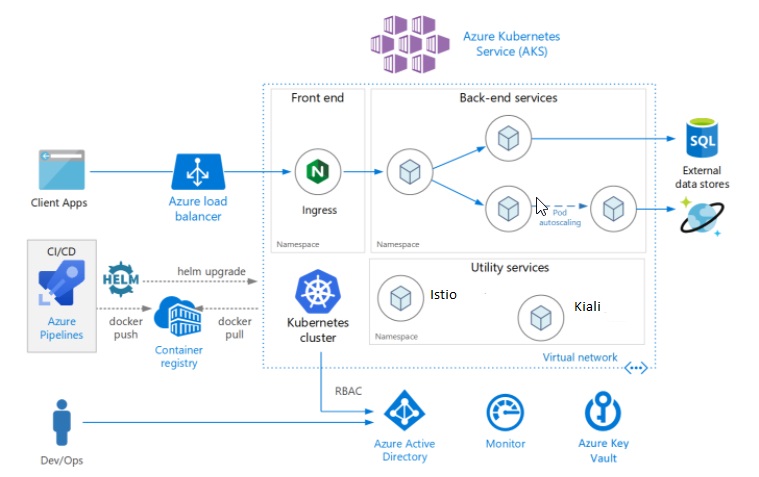 Azure Kubernetes
Service (AKS)
Front end
Back-end services
SQL
Client Apps
Azure load
balancer
N
Ingress
Pod
autoscaling
External
data stores
Namespace
Namespace
CI/CD
HELM
helm upgrade
Azure
Pipelines
docker
push
Container
registry
docker
pull
Kubernetes
cluster
Utility services
Istio
Kiali
Namespace
Virtual network
RBAC
Dev/Ops
Azure Active
Directory
Monitor
Azure Key
Vault